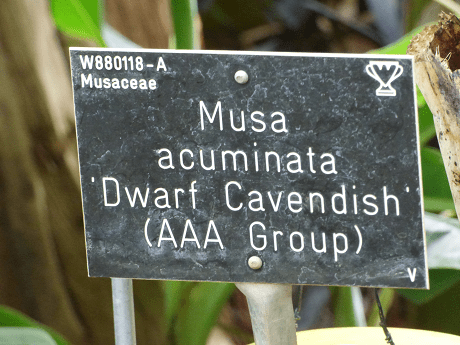 W880118-A
Musaceae
Musa
acuminata
'Dwarf Cavendish'
(AAA Group)
V